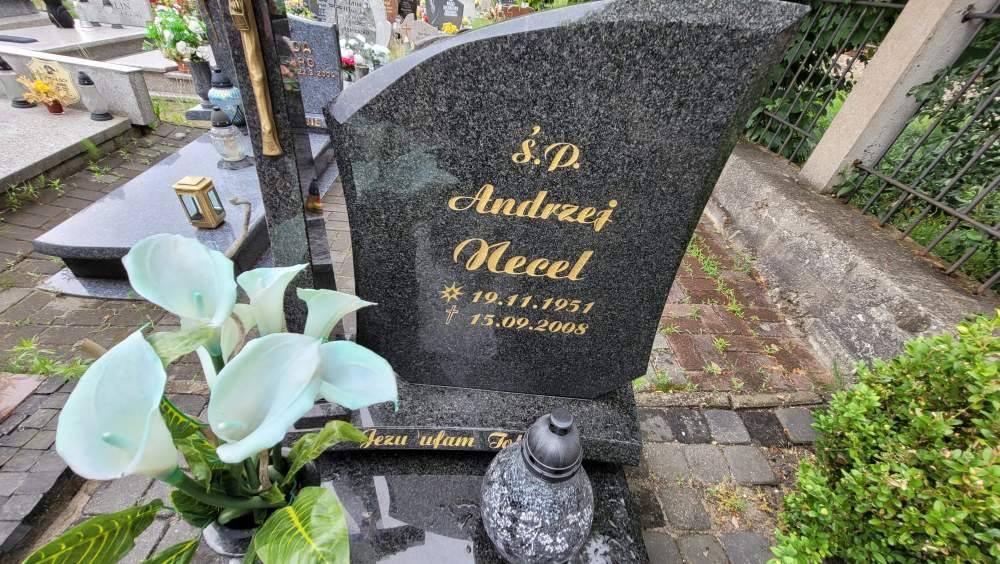 Ś.P.
Andrzej
Necel
19.11.1951
15.09.2008
Jezu ufam